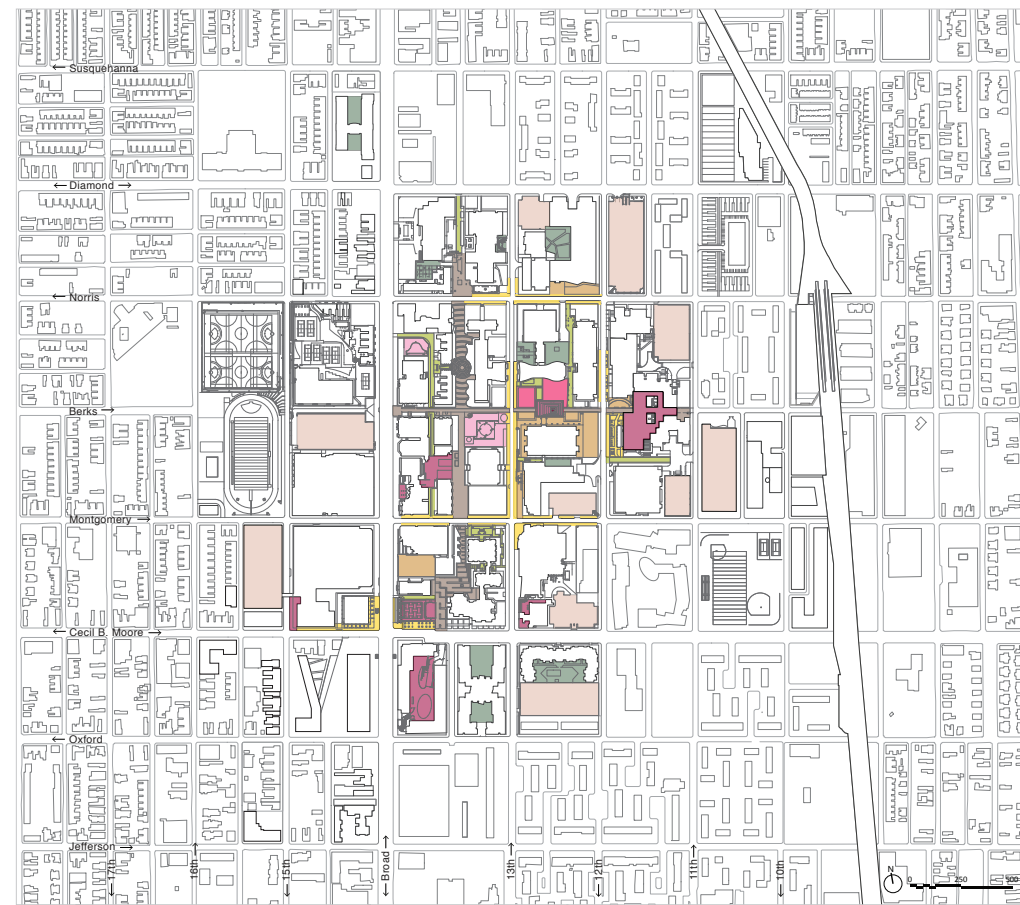 Susquehanna
Diamond
Norris
Berks
Montgomery
Cecil B. Moore
Oxford
Jefferson
17th
16th
15th
Broad
13th
12th
11th
10th
N
0 250 500